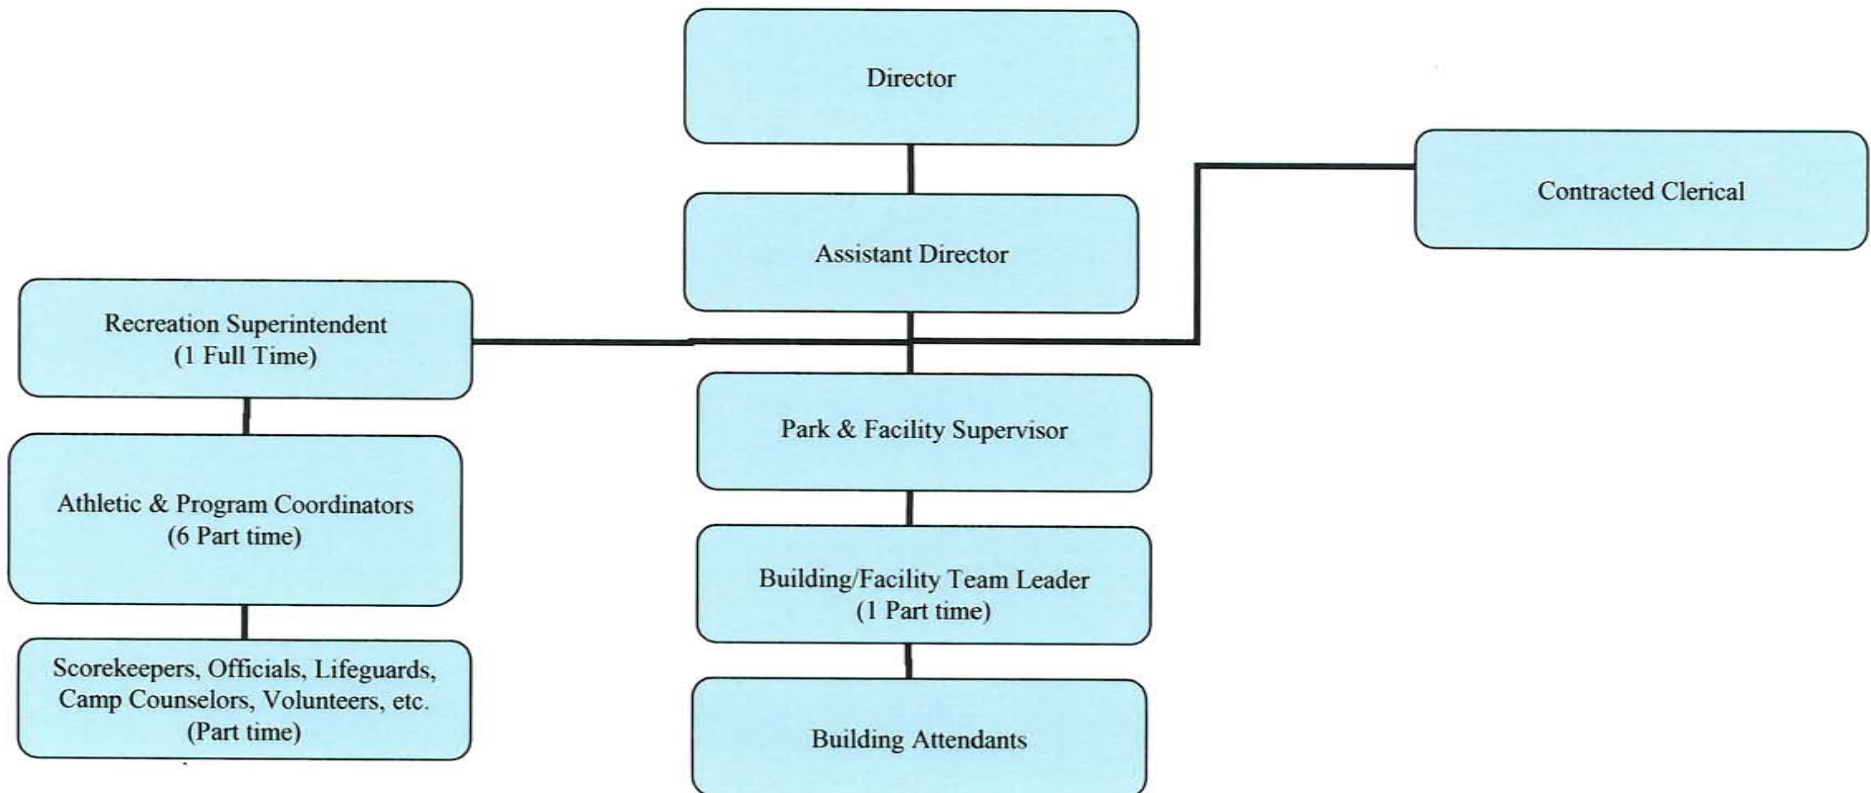 Director
Contracted Clerical
Assistant Director
Recreation Superintendent
(1 Full Time)
Park & Facility Supervisor
Athletic & Program Coordinators
(6 Part time)
Building/Facility Team Leader
(1 Part time)
Scorekeepers, Officials, Lifeguards,
Camp Counselors, Volunteers, etc.
(Part time)
Building Attendants